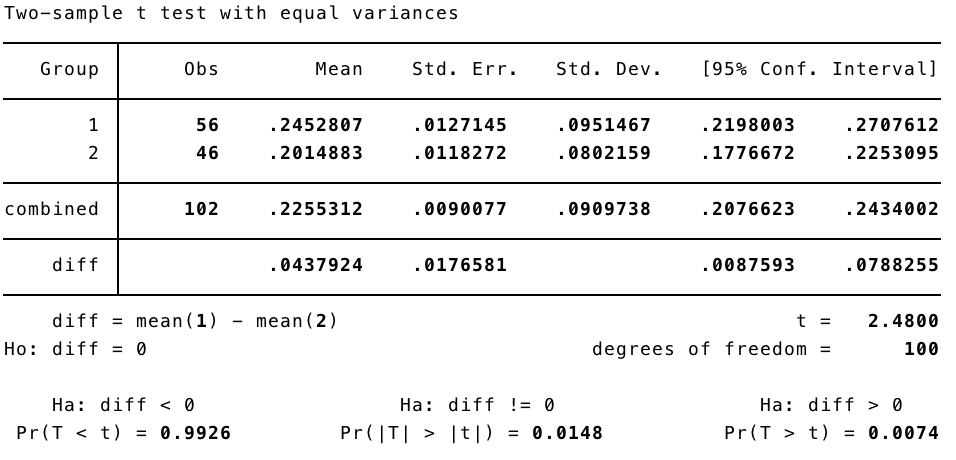 Two-sample t test with equal variances
Group Obs Mean Std. Err. Std. Dev. [95% Conf. Interval]
1 56 .2452807 .0127145 .0951467 .2198003 .2707612
2 46 .2014883 .0118272 .0802159 .1776672 .2253095
combined 102 .2255312 .0090077 .0909738 .2076623 .2434002
diff .0437924 .0176581 .0087593 .0788255
diff = mean(1) - mean(2) t = 2.4800
Ho: diff = 0 degrees of freedom = 100
Ha: diff < 0 Ha: diff != 0 Ha: diff > 0
Pr(T < t) = 0.9926 Pr(|T| > |t|) = 0.0148 Pr(T > t) = 0.0074